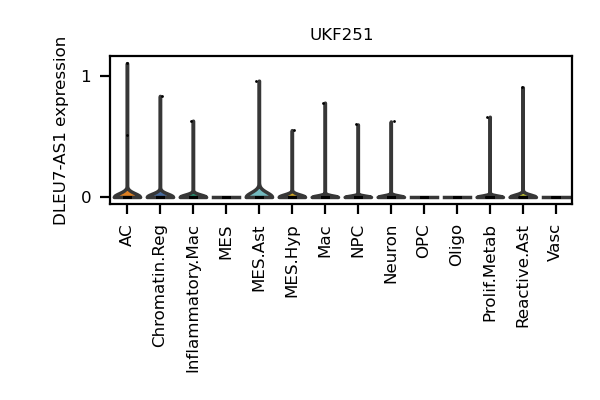 UKF251
DLEU7-AS1 expression
1
0
AC
Chromatin.Reg
Inflammatory.Mac
MES
MES.Ast
MES.Hyp
Mac
NPC
Neuron
OPC
Oligo
Prolif.Metab
Reactive.Ast
Vasc